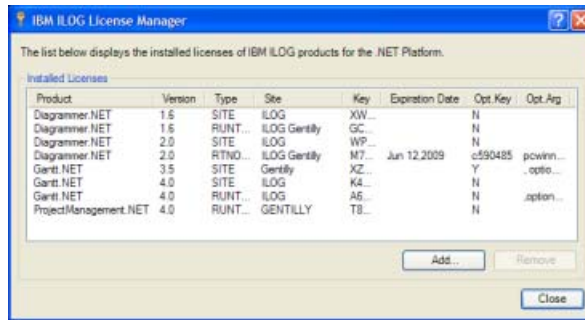 IBM ILOG License Manager
The list below displays the installed licenses of IBM ILOG products for the .NET Platform.
Installed Licenses
Product Version Type Site Key Expiration Date Opt.Key Opt.Arg
Diagrammer.NET 1.6 SITE ILOG XW... N
Diagrammer.NET 1.6 RUNT... ILOG Gentilly GC... N
Diagrammer.NET 2.0 SITE ILOG WP... N
Diagrammer.NET 2.0 RTNO... ILOG Gentilly M7... Jun 12,2009 c590485 pcwinn...
Gantt.NET 3.5 SITE Gentilly XZ... Y .optio...
Gantt.NET 4.0 SITE ILOG K4... N
Gantt.NET 4.0 RUNT... ILOG A6... N .option...
ProjectManagement.NET 4.0 RUNT... GENTILLY T8... N
Add... Remove
Close